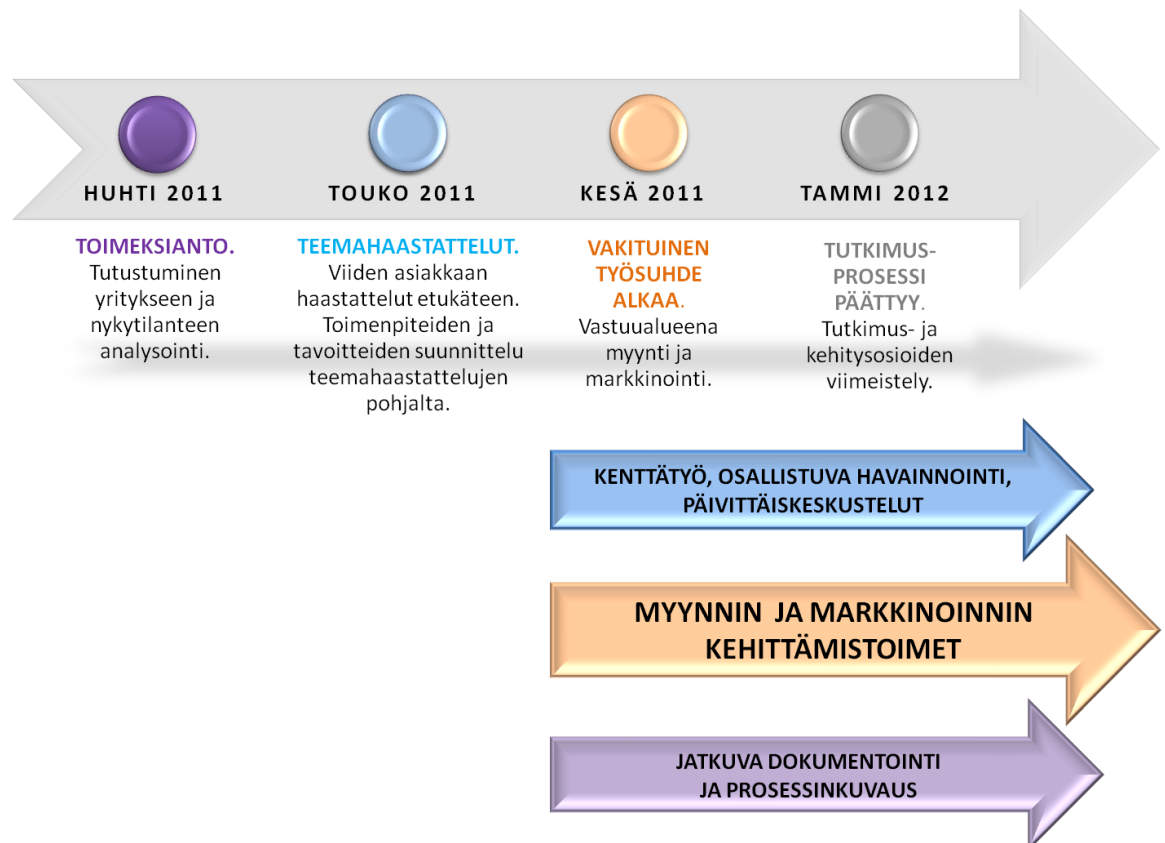 HUHTI 2011
TOUKO 2011
KESÄ 2011
TAMMI 2012
TOIMEKSIANTO.
Tutustuminen
yritykseen ja
nykytilanteen
analysointi.
TEEMAHAASTATTELUT.
Viiden asiakkaan
haastattelut etukäteen.
Toimenpiteiden ja
tavoitteiden suunnittelu
teemahaastattelujen
pohjalta.
VAKITUINEN
TYÖSUHDE
ALKAA.
Vastuualueena
myynti ja
markkinointi.
TUTKIMUS-
PROSESSI
PÄÄTTYY.
Tutkimus- ja
kehitysosioiden
viimeistely.
KENTTÄTYÖ, OSALLISTUVA HAVAINNOINTI,
PÄIVITTÄISKESKUSTELUT
MYYNNIN JA MARKKINOINNIN
KEHITTÄMISTOIMET
JATKUVA DOKUMENTOINTI
JA PROSESSINKUVAUS